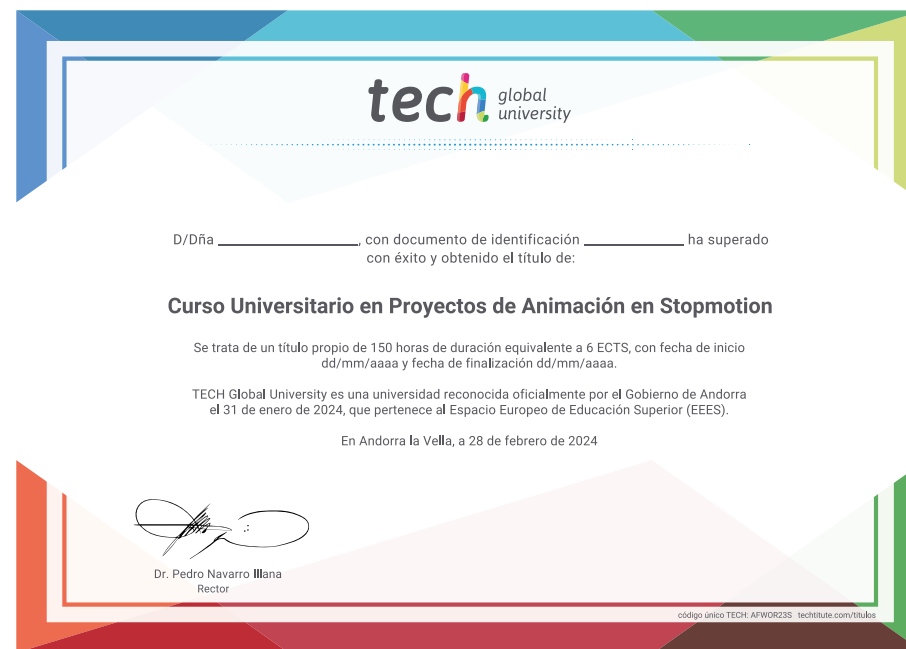 tech global university
D/Dña ____________________, con documento de identificación ______________ ha superado
con éxito y obtenido el título de:
Curso Universitario en Proyectos de Animación en Stopmotion
Se trata de un título propio de 150 horas de duración equivalente a 6 ECTS, con fecha de inicio
dd/mm/aaaa y fecha de finalización dd/mm/aaaa.
TECH Global University es una universidad reconocida oficialmente por el Gobierno de Andorra
el 31 de enero de 2024, que pertenece al Espacio Europeo de Educación Superior (EEES).
En Andorra la Vella, a 28 de febrero de 2024
Dr. Pedro Navarro Illana
Rector
código único TECH: AFWOR23S techtitute.com/titulos